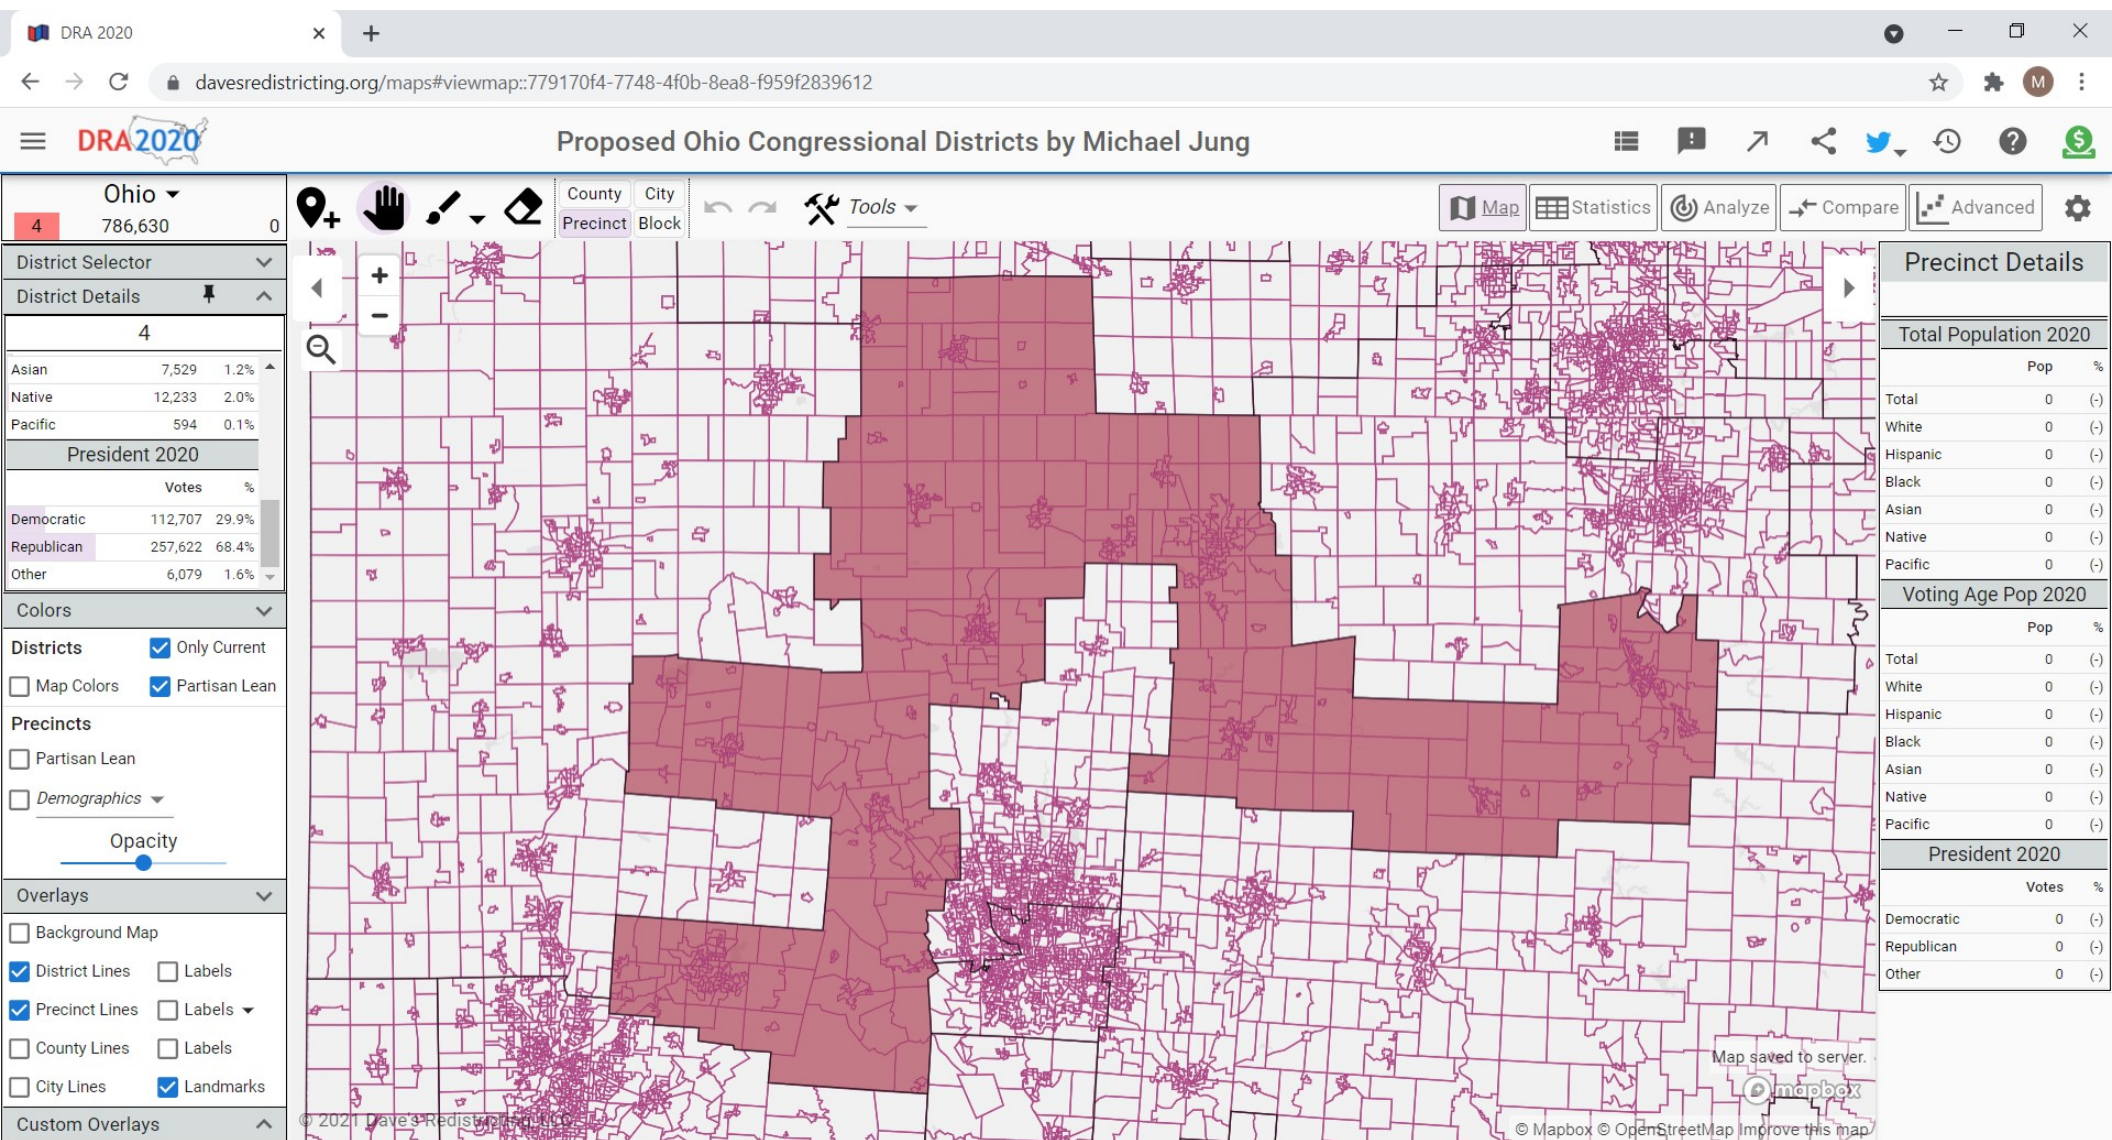 DRA 2020
davesredistricting.org/maps#viewmap::779170f4-7748-4f0b-8ea8-f959f2839612
M
DRA2020
Proposed Ohio Congressional Districts by Michael Jung
Ohio
4 786,630 0
County City
Precinct Block
Tools
Map Statistics Analyze Compare Advanced
District Selector
District Details
4
Asian 7,529 1.2%
Native 12,233 2.0%
Pacific 594 0.1%
President 2020
Votes %
Democratic 112,707 29.9%
Republican 257,622 68.4%
Other 6,079 1.6%
Colors
Districts Only Current
Map Colors Partisan Lean
Precincts
Partisan Lean
Demographics
Opacity
Overlays
Background Map
District Lines Labels
Precinct Lines Labels
County Lines Labels
City Lines Landmarks
Custom Overlays
© 2021 Dave's Redistricting, LLC
Map saved to server.
mapbox
© Mapbox © OpenStreetMap Improve this map
Precinct Details
Total Population 2020
Pop %
Total 0 (-)
White 0 (-)
Hispanic 0 (-)
Black 0 (-)
Asian 0 (-)
Native 0 (-)
Pacific 0 (-)
Voting Age Pop 2020
Pop %
Total 0 (-)
White 0 (-)
Hispanic 0 (-)
Black 0 (-)
Asian 0 (-)
Native 0 (-)
Pacific 0 (-)
President 2020
Votes %
Democratic 0 (-)
Republican 0 (-)
Other 0 (-)